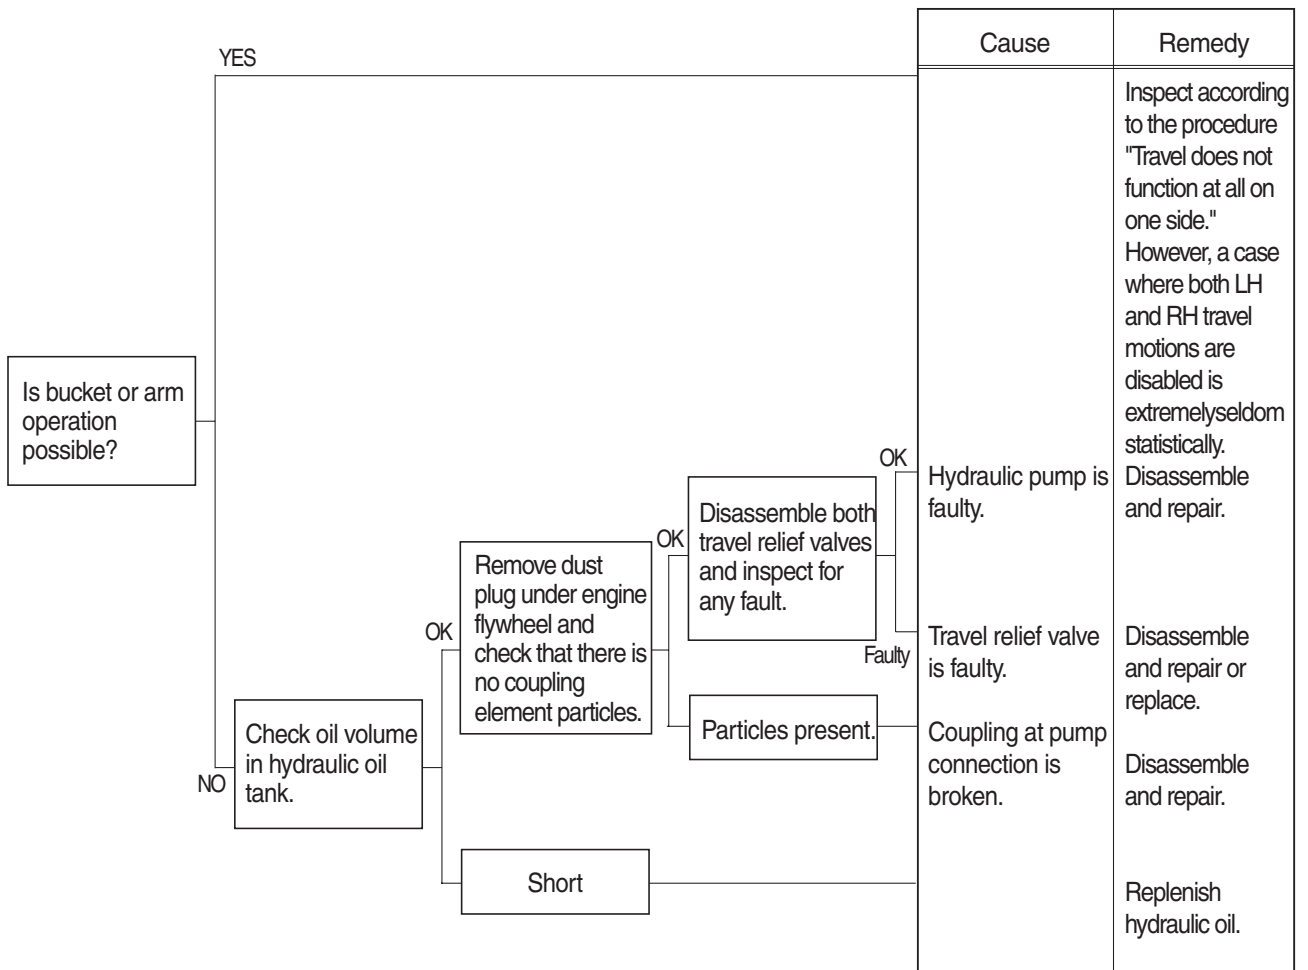 Cause
Remedy
YES
Inspect according
to the procedure
"Travel does not
function at all on
one side."
However, a case
where both LH
and RH travel
motions are
disabled is
extremelyseldom
statistically.
Is bucket or arm
operation
possible?
NO
Check oil volume
in hydraulic oil
tank.
OK
Remove dust
plug under engine
flywheel and
check that there is
no coupling
element particles.
OK
Disassemble both
travel relief valves
and inspect for
any fault.
OK
Hydraulic pump is
faulty.
Disassemble
and repair.
Faulty
Travel relief valve
is faulty.
Disassemble
and repair or
replace.
Particles present.
Coupling at pump
connection is
broken.
Disassemble
and repair.
Short
Replenish
hydraulic oil.